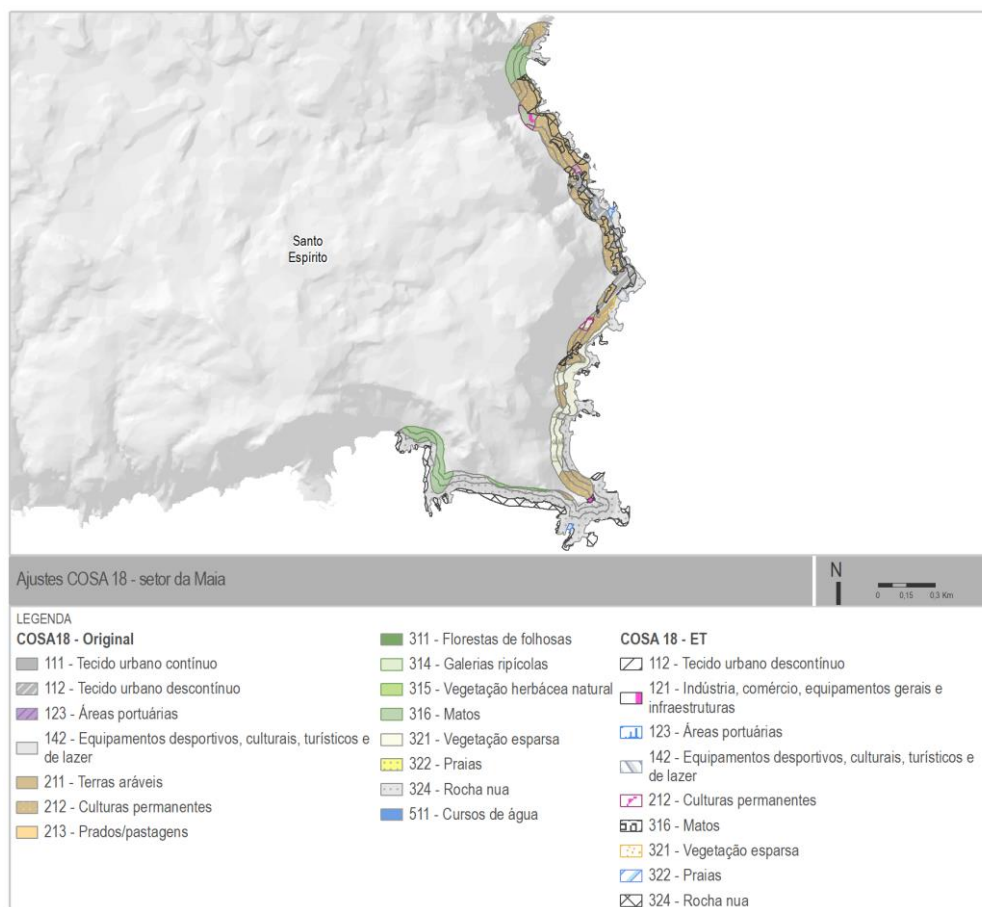 Santo
Espírito
Ajustes COSA 18 - setor da Maia
N
0 0,15 0,3 Km
LEGENDA
COSA18 - Original
111 - Tecido urbano contínuo
112 - Tecido urbano descontínuo
123 - Áreas portuárias
142 - Equipamentos desportivos, culturais, turísticos e
de lazer
211 - Terras aráveis
212 - Culturas permanentes
213 - Prados/pastagens
311 - Florestas de folhosas
314 - Galerias ripícolas
315 - Vegetação herbácea natural
316 - Matos
321 - Vegetação esparsa
322 - Praias
324 - Rocha nua
511 - Cursos de água
COSA 18 - ET
112 - Tecido urbano descontínuo
121 - Indústria, comércio, equipamentos gerais e
infraestruturas
123 - Áreas portuárias
142 - Equipamentos desportivos, culturais, turísticos e
de lazer
212 - Culturas permanentes
316 - Matos
321 - Vegetação esparsa
322 - Praias
324 - Rocha nua